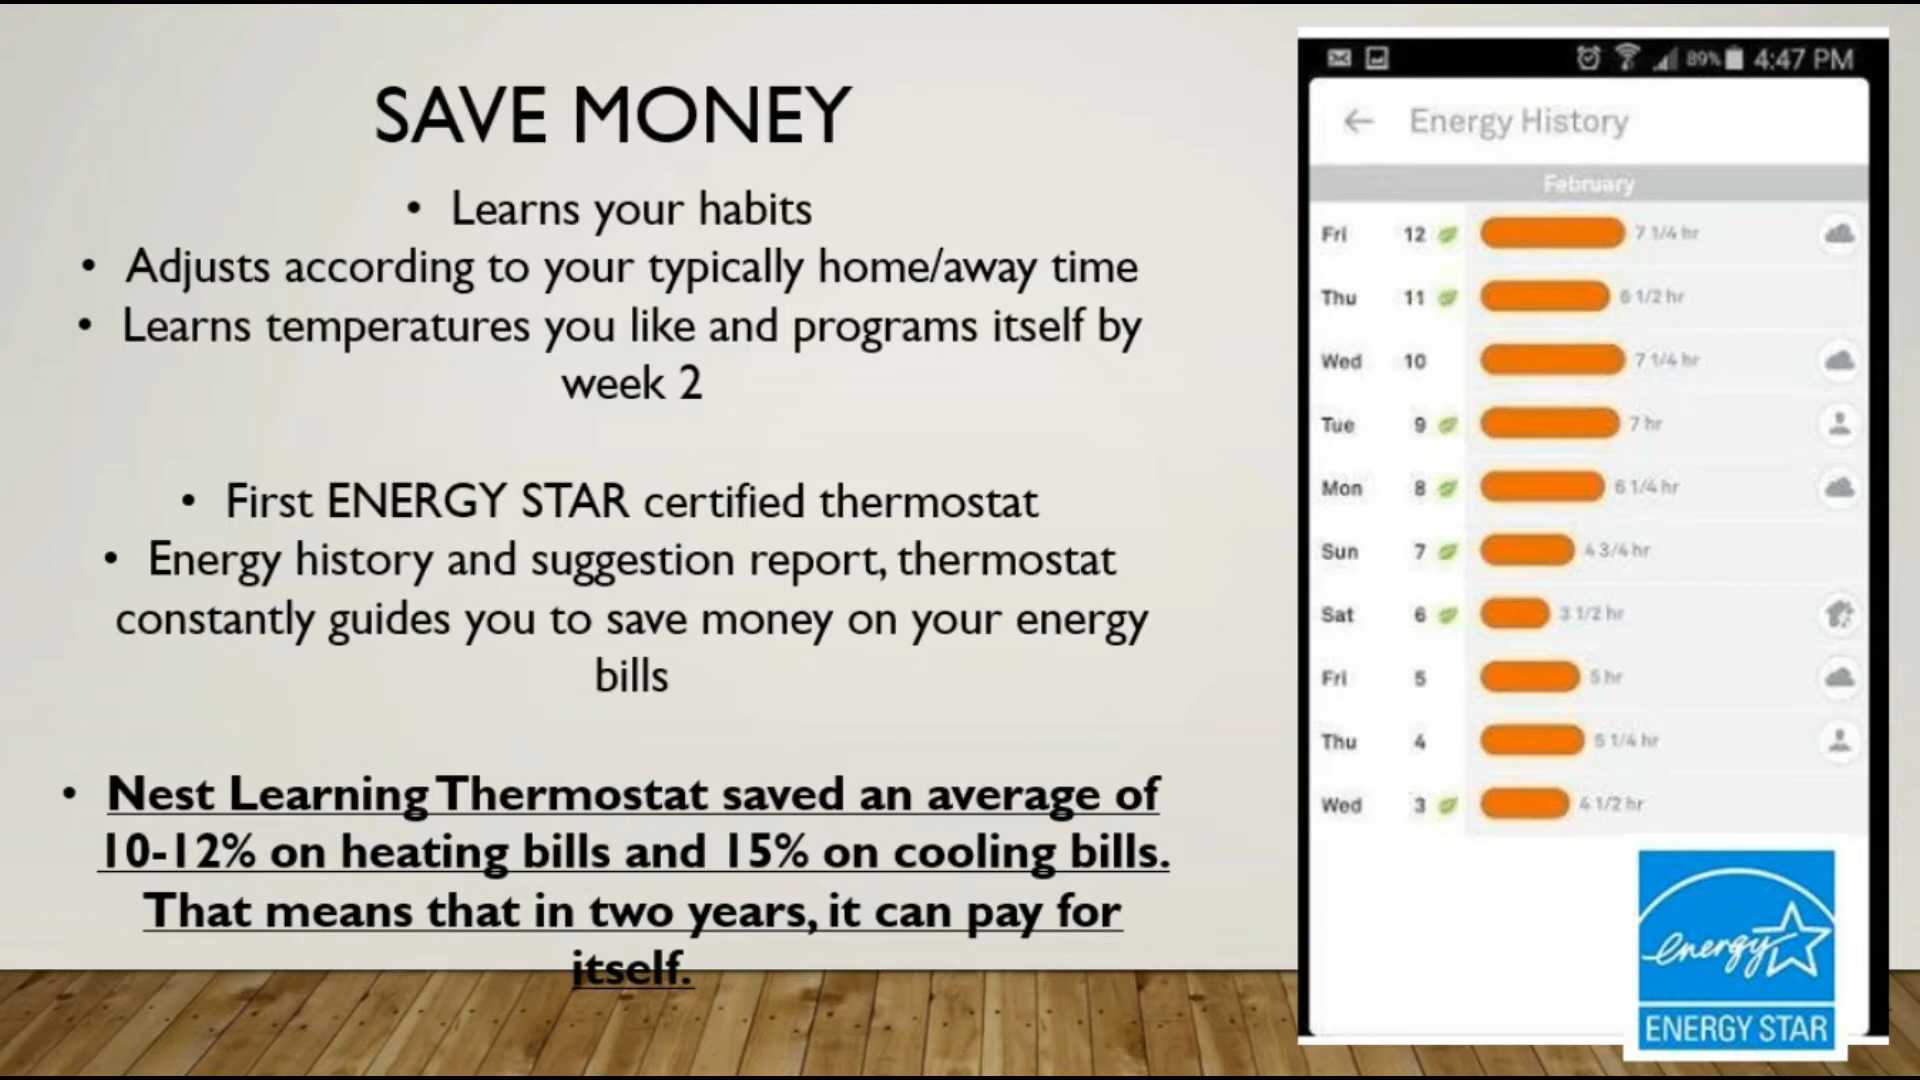 SAVE MONEY
• Learns your habits
• Adjusts according to your typically home/away time
• Learns temperatures you like and programs itself by
week 2
• First ENERGY STAR certified thermostat
• Energy history and suggestion report, thermostat
constantly guides you to save money on your energy
bills
• Nest Learning Thermostat saved an average of
10-12% on heating bills and 15% on cooling bills.
That means that in two years, it can pay for
itself.
89% 4:47 PM
← Energy History
February
Fri 12 7 1/4 hr
Thu 11 6 1/2 hr
Wed 10 7 1/4 hr
Tue 9 7 hr
Mon 8 6 1/4 hr
Sun 7 4 3/4 hr
Sat 6 3 1/2 hr
Fri 5 5 hr
Thu 4 5 1/4 hr
Wed 3 4 1/2 hr
energy
ENERGY STAR